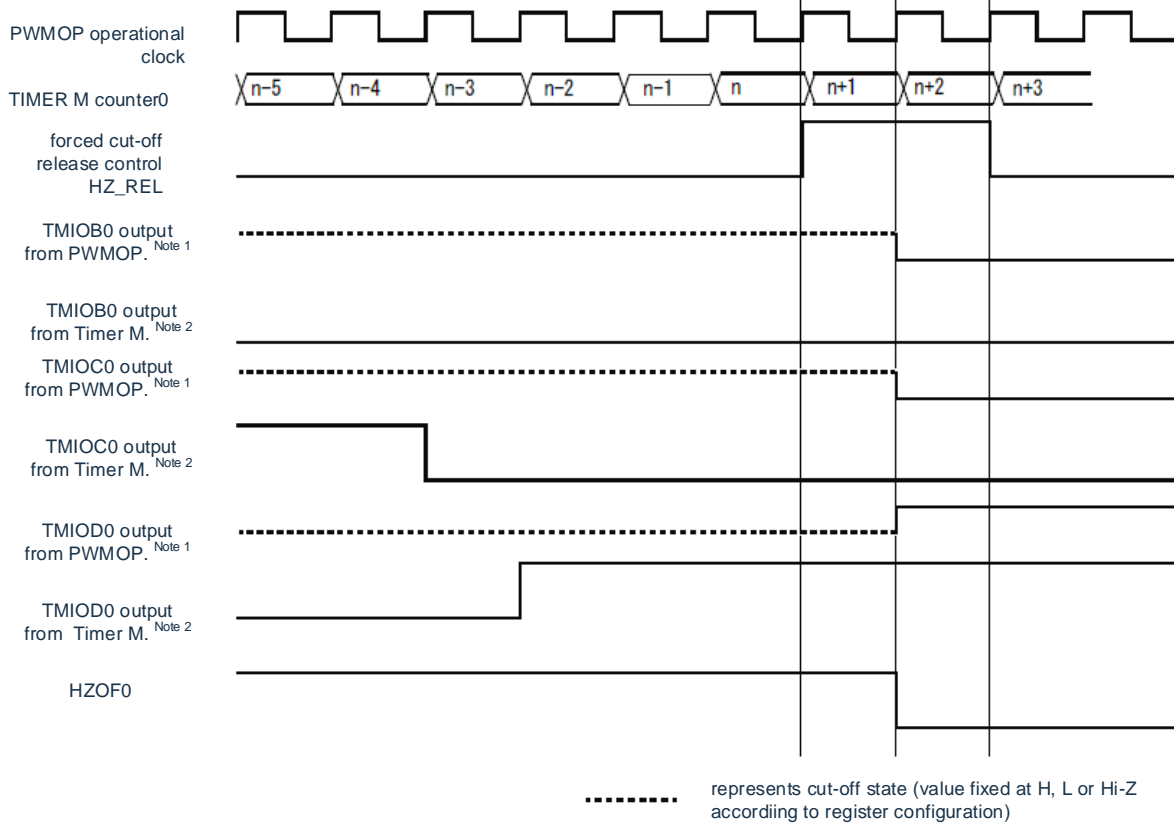 PWMOP operational
clock
TIMER M counter0
n−5 n−4 n−3 n−2 n−1 n n+1 n+2 n+3
forced cut-off
release control
HZ_REL
TMIOB0 output
from PWMOP. Note 1
TMIOB0 output
from Timer M. Note 2
TMIOC0 output
from PWMOP. Note 1
TMIOC0 output
from Timer M. Note 2
TMIOD0 output
from PWMOP. Note 1
TMIOD0 output
from Timer M. Note 2
HZOF0
represents cut-off state (value fixed at H, L or Hi-Z
accordiing to register configuration)